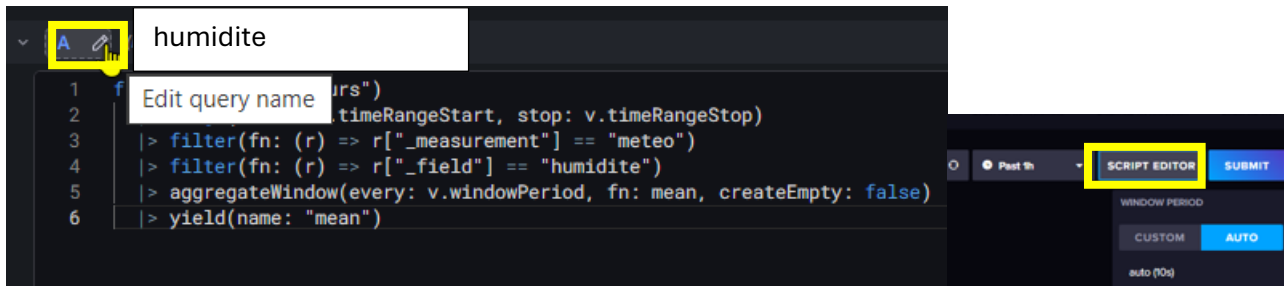 A
humidite
Edit query name
1 f urs")
2 .timeRangeStart, stop: v.timeRangeStop)
3 |> filter(fn: (r) => r["_measurement"] == "meteo")
4 |> filter(fn: (r) => r["_field"] == "humidite")
5 |> aggregateWindow(every: v.windowPeriod, fn: mean, createEmpty: false)
6 |> yield(name: "mean")
Past 1h
SCRIPT EDITOR
SUBMIT
WINDOW PERIOD
CUSTOM
AUTO
auto (10s)